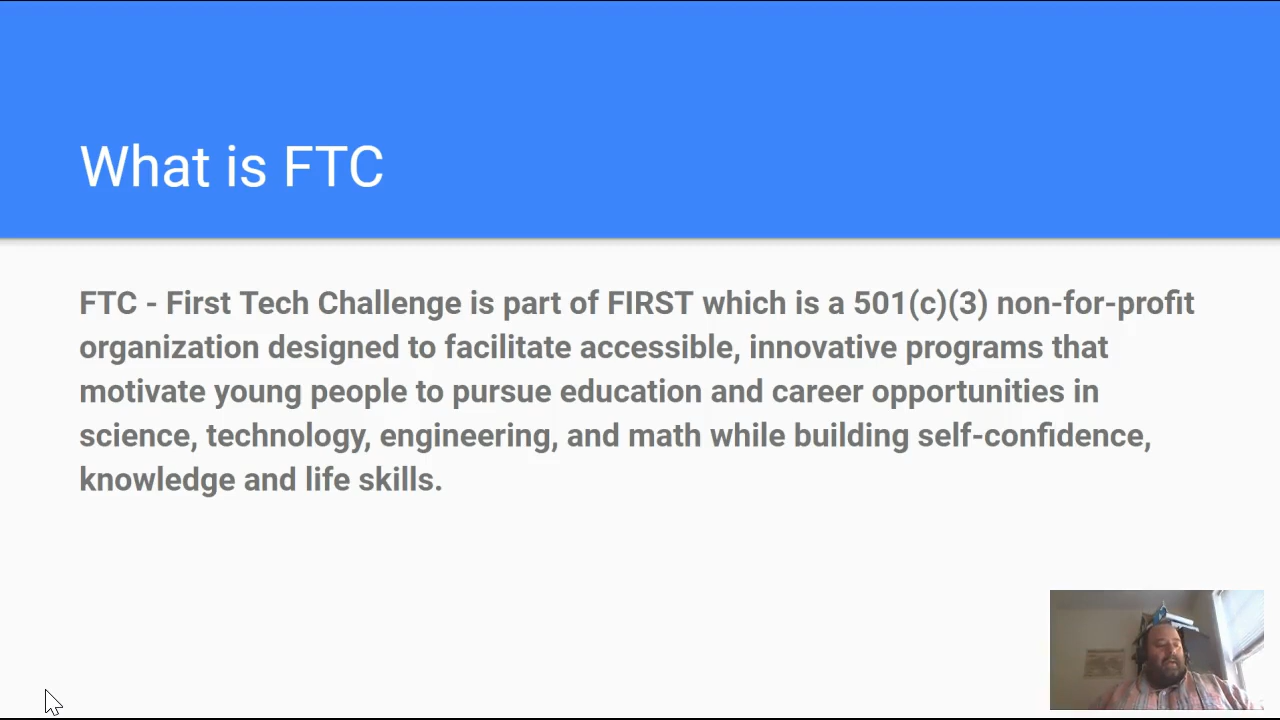 What is FTC
FTC - First Tech Challenge is part of FIRST which is a 501(c)(3) non-for-profit
organization designed to facilitate accessible, innovative programs that
motivate young people to pursue education and career opportunities in
science, technology, engineering, and math while building self-confidence,
knowledge and life skills.